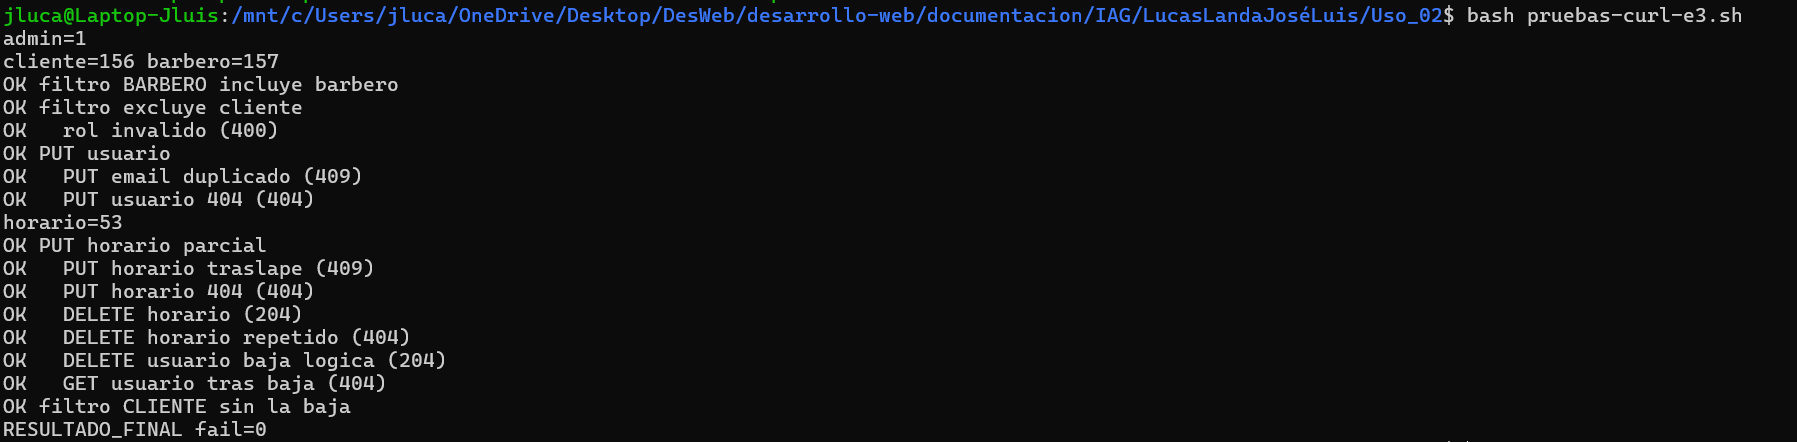 jluca@Laptop-Jluis:/mnt/c/Users/jluca/OneDrive/Desktop/DesWeb/desarrollo-web/documentacion/IAG/LucasLandaJoséLuis/Uso_02$ bash pruebas-curl-e3.sh
admin=1
cliente=156 barbero=157
OK filtro BARBERO incluye barbero
OK filtro excluye cliente
OK   rol invalido (400)
OK PUT usuario
OK   PUT email duplicado (409)
OK   PUT usuario 404 (404)
horario=53
OK PUT horario parcial
OK   PUT horario traslape (409)
OK   PUT horario 404 (404)
OK   DELETE horario (204)
OK   DELETE horario repetido (404)
OK   DELETE usuario baja logica (204)
OK   GET usuario tras baja (404)
OK filtro CLIENTE sin la baja
RESULTADO_FINAL fail=0